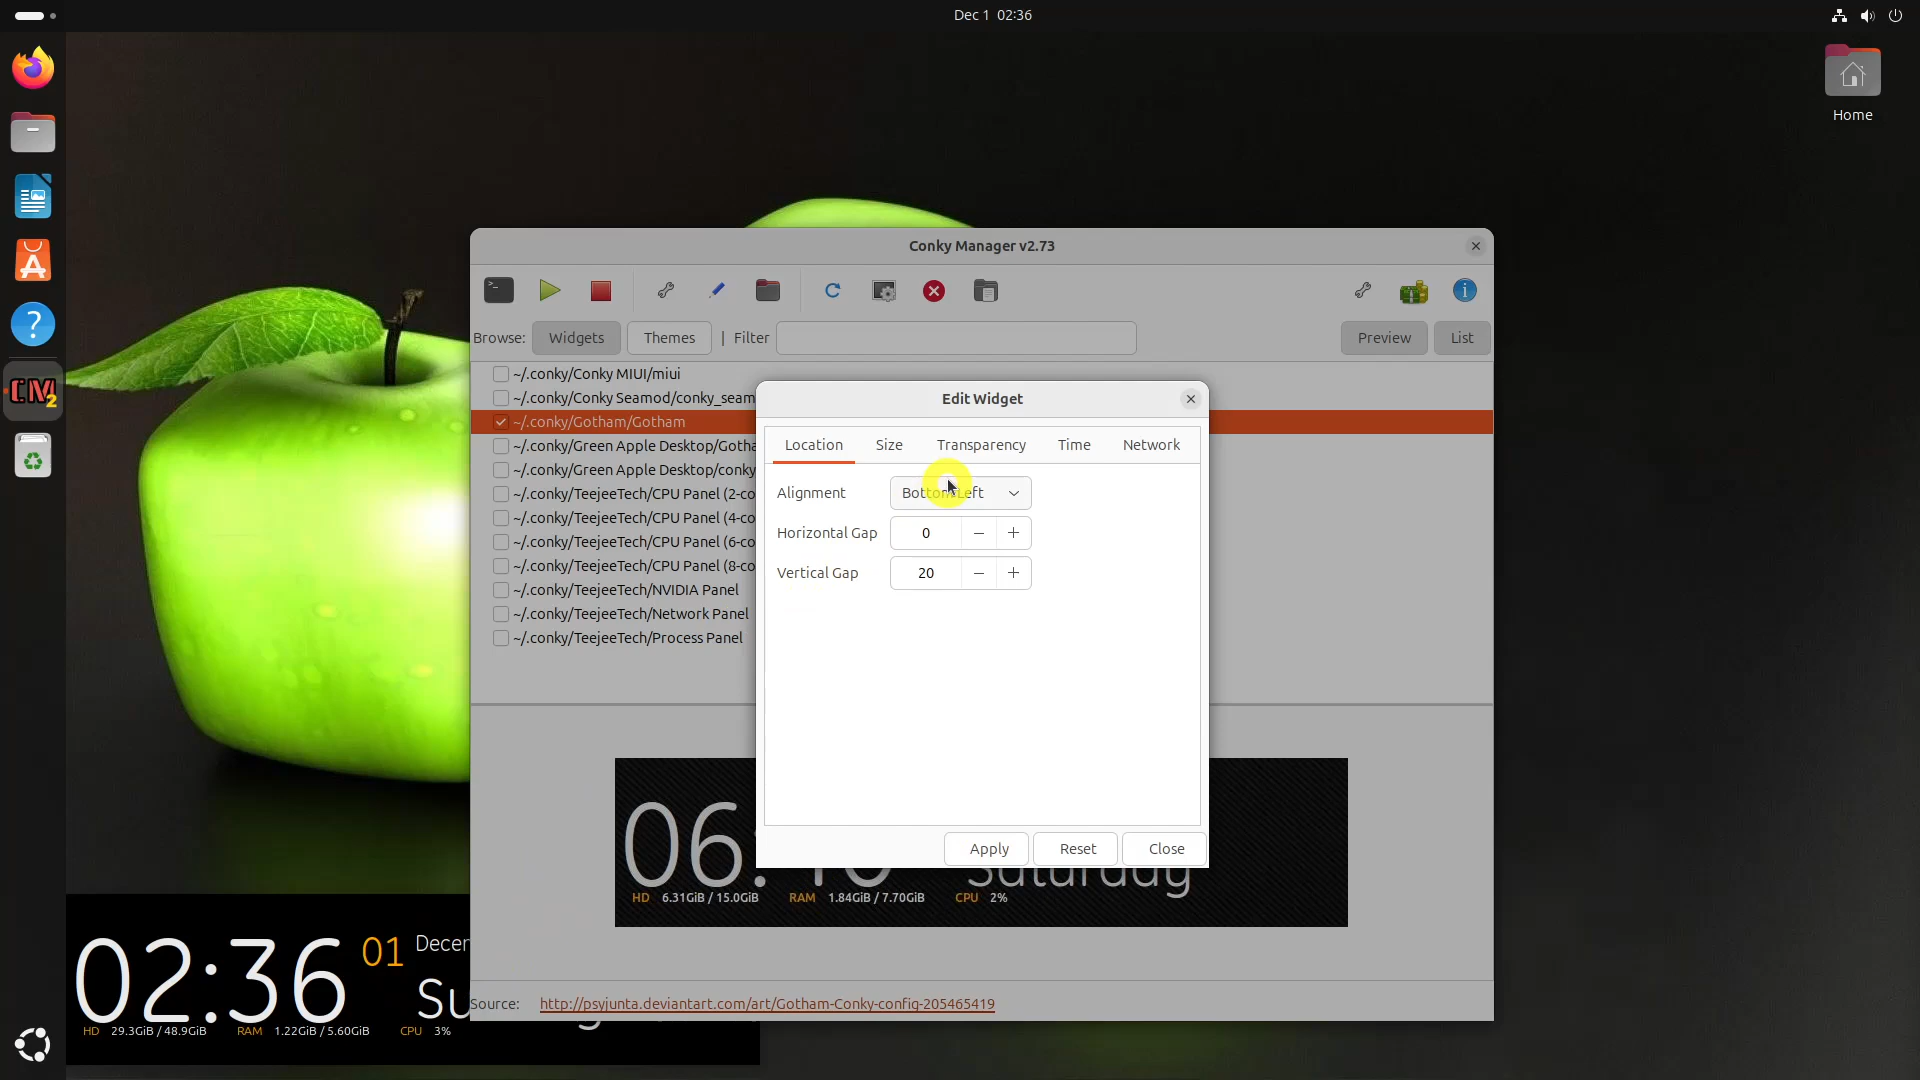 Dec 1 02:36
Home
Conky Manager v2.73
Browse: Widgets Themes | Filter Preview List
~/.conky/Conky MIUI/miui
~/.conky/Conky Seamod/conky_seam
~/.conky/Gotham/Gotham
~/.conky/Green Apple Desktop/Gotha
~/.conky/Green Apple Desktop/conky
~/.conky/TeejeeTech/CPU Panel (2-co
~/.conky/TeejeeTech/CPU Panel (4-co
~/.conky/TeejeeTech/CPU Panel (6-co
~/.conky/TeejeeTech/CPU Panel (8-co
~/.conky/TeejeeTech/NVIDIA Panel
~/.conky/TeejeeTech/Network Panel
~/.conky/TeejeeTech/Process Panel
Edit Widget
Location Size Transparency Time Network
Alignment Bottom Left
Horizontal Gap 0 − +
Vertical Gap 20 − +
Apply Reset Close
Saturday
HD 6.31GiB / 15.0GiB RAM 1.84GiB / 7.70GiB CPU 2%
02:36 01 Decem
Su
HD 29.3GiB / 48.9GiB RAM 1.22GiB / 5.60GiB CPU 3%
Source: http://psyjunta.deviantart.com/art/Gotham-Conky-config-205465419
CM2